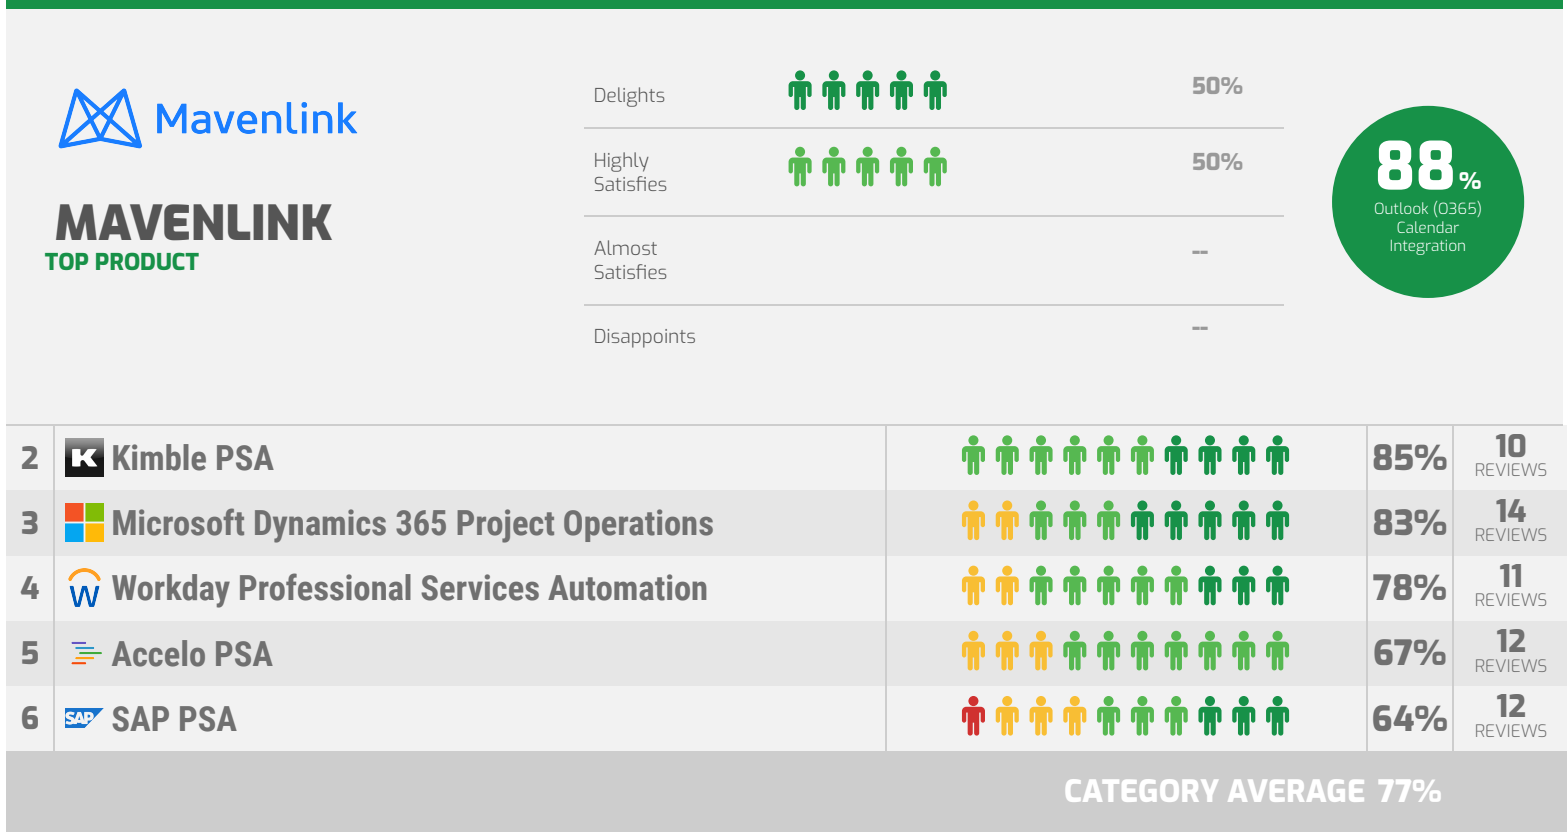 Mavenlink
MAVENLINK
TOP PRODUCT
Delights
50%
Highly
Satisfies
50%
Almost
Satisfies
--
Disappoints
--
88%
Outlook (O365)
Calendar
Integration
2 K Kimble PSA 85% 10 REVIEWS
3 Microsoft Dynamics 365 Project Operations 83% 14 REVIEWS
4 W Workday Professional Services Automation 78% 11 REVIEWS
5 Accelo PSA 67% 12 REVIEWS
6 SAP SAP PSA 64% 12 REVIEWS
CATEGORY AVERAGE 77%